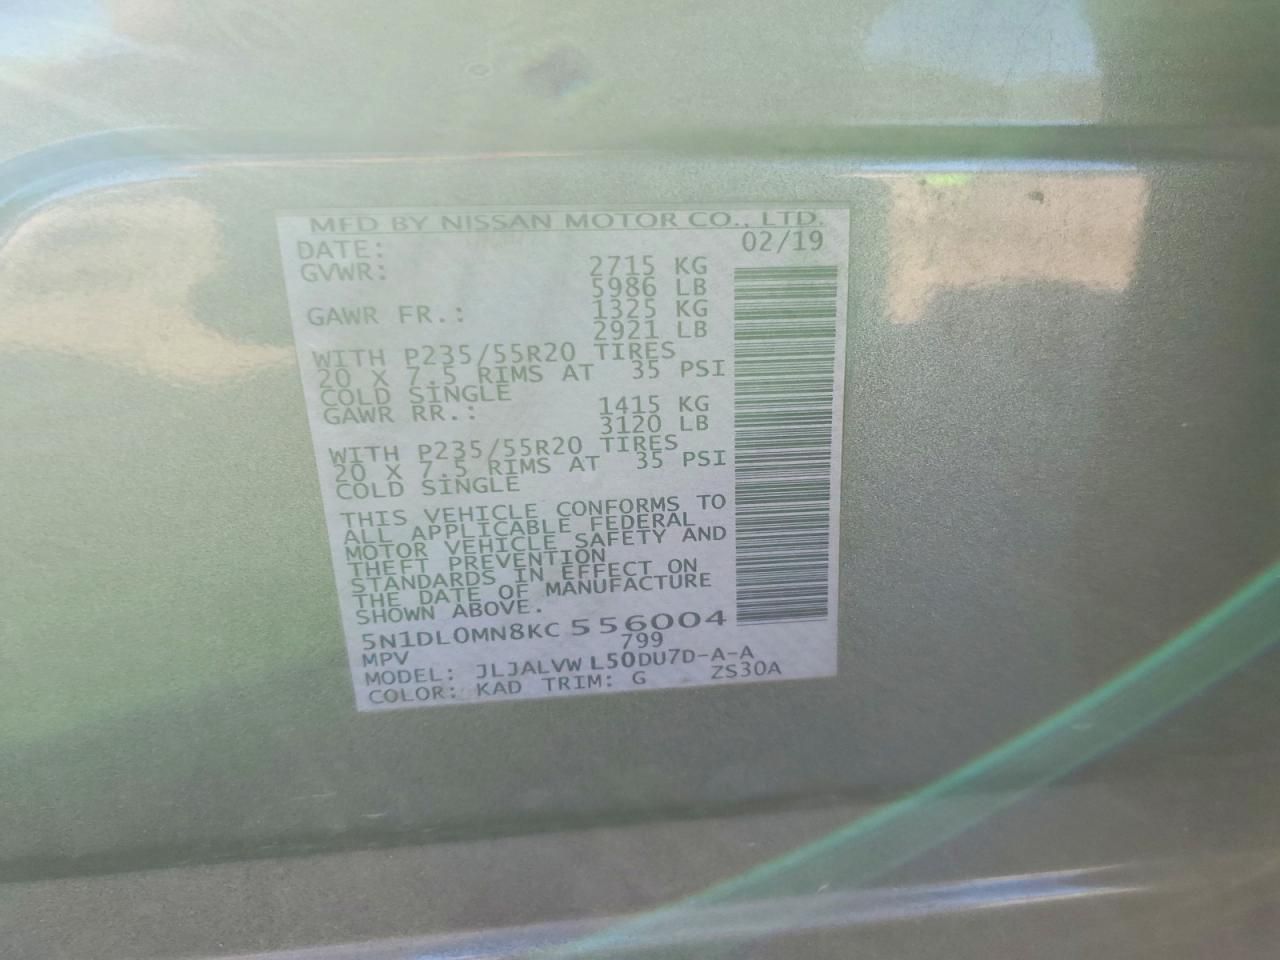 MFD BY NISSAN MOTOR CO., LTD.
DATE: 02/19
GVWR: 2715 KG
5986 LB
GAWR FR.: 1325 KG
2921 LB
WITH P235/55R20 TIRES
20 X 7.5 RIMS AT 35 PSI
COLD SINGLE
GAWR RR.: 1415 KG
3120 LB
WITH P235/55R20 TIRES
20 X 7.5 RIMS AT 35 PSI
COLD SINGLE
THIS VEHICLE CONFORMS TO
ALL APPLICABLE FEDERAL
MOTOR VEHICLE SAFETY AND
THEFT PREVENTION
STANDARDS IN EFFECT ON
THE DATE OF MANUFACTURE
SHOWN ABOVE.
5N1DL0MN8KC556004
MPV 799
MODEL: JLJALVWL50DU7D-A-A
COLOR: KAD TRIM: G ZS30A